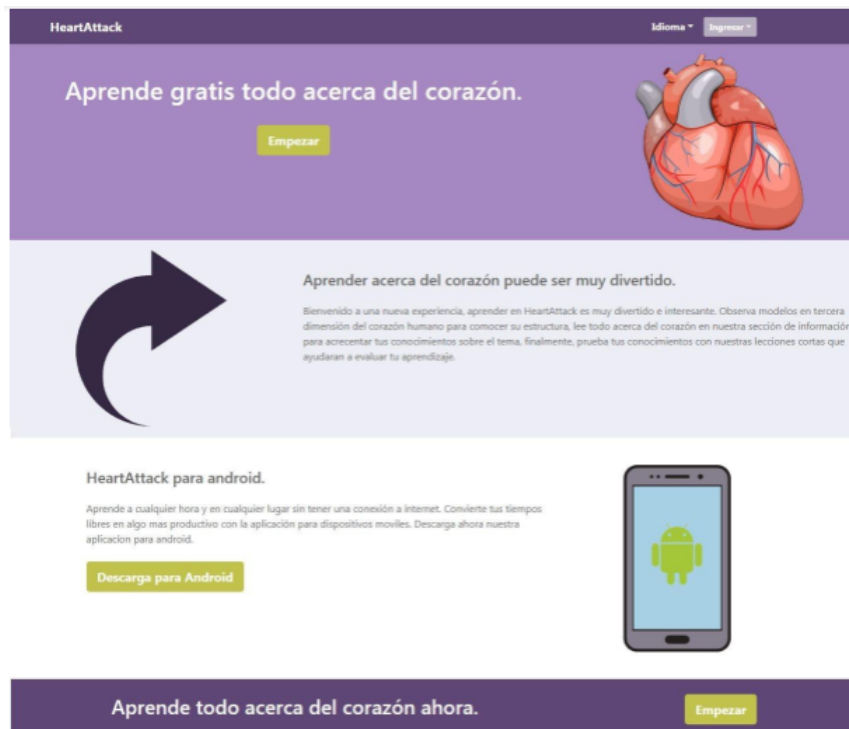 HeartAttack
Idioma
Ingresar
Aprende gratis todo acerca del corazón.
Empezar
Aprender acerca del corazón puede ser muy divertido.
Bienvenido a una nueva experiencia, aprender en HeartAttack es muy divertido e interesante. Observa modelos en tercera
dimensión del corazón humano para comocer su estructura, lee todo acerca del corazón en nuestra sección de información
para acrecentar tus conocimientos sobre el tema, finalmente, prueba tus conocimientos con nuestras lecciones cortas que
ayudaran a evaluar tu aprendizaje.
HeartAttack para android.
Aprende a cualquier hora y en cualquier lugar sin tener una conexión a internet. Convierte tus tiempos
libres en algo mas productivo con la aplicación para dispositivos moviles. Descarga ahora nuestra
aplicacion para android.
Descarga para Android
Aprende todo acerca del corazón ahora.
Empezar